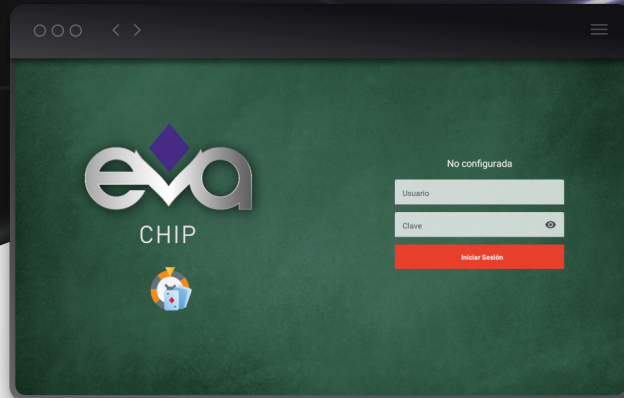 eva
CHIP
No configurada
Usuario
Clave
Iniciar Sesión